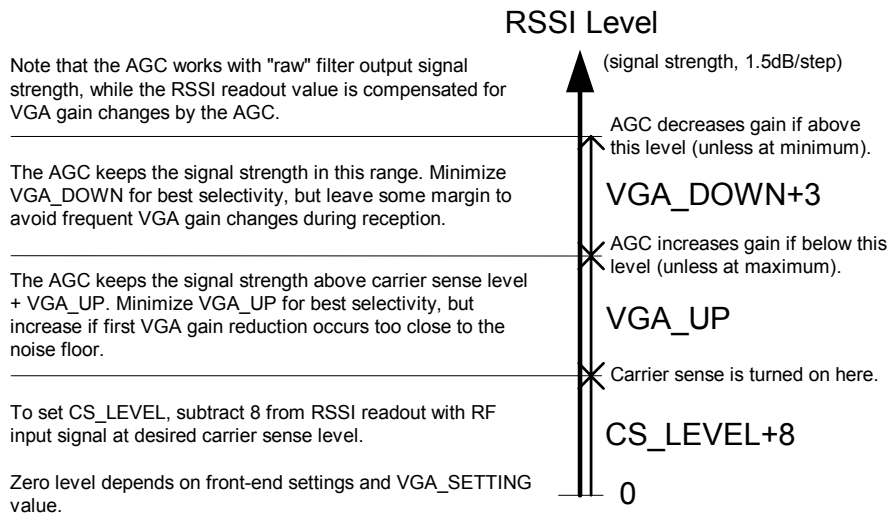 RSSI Level
(signal strength, 1.5dB/step)
Note that the AGC works with "raw" filter output signal
strength, while the RSSI readout value is compensated for
VGA gain changes by the AGC.
AGC decreases gain if above
this level (unless at minimum).
The AGC keeps the signal strength in this range. Minimize
VGA_DOWN for best selectivity, but leave some margin to
avoid frequent VGA gain changes during reception.
VGA_DOWN+3
AGC increases gain if below this
level (unless at maximum).
The AGC keeps the signal strength above carrier sense level
+ VGA_UP. Minimize VGA_UP for best selectivity, but
increase if first VGA gain reduction occurs too close to the
noise floor.
VGA_UP
Carrier sense is turned on here.
To set CS_LEVEL, subtract 8 from RSSI readout with RF
input signal at desired carrier sense level.
CS_LEVEL+8
Zero level depends on front-end settings and VGA_SETTING
value.
0